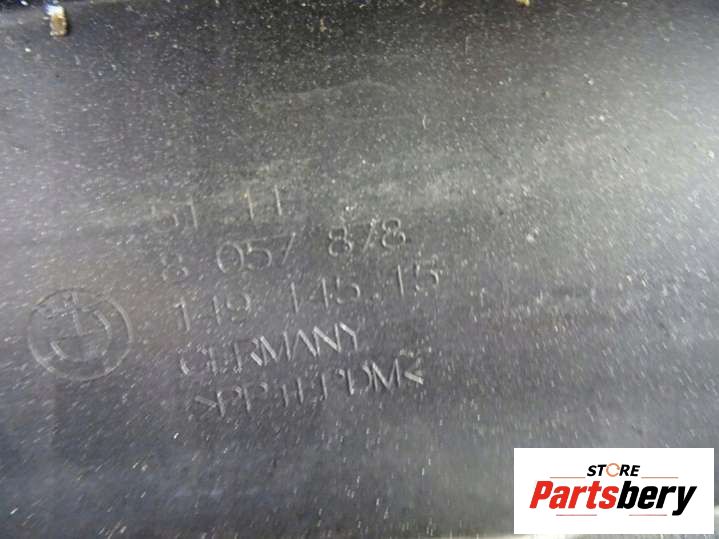 51 11
8 057 878
149 145 15
GERMANY
>PP+EPDM<
STORE
Partsbery